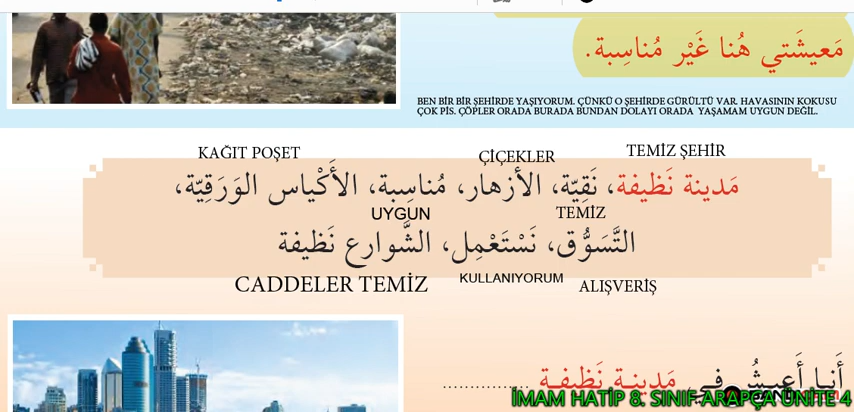 مَعيشَتي هُنا غَيْر مُناسِبة.
BEN BİR BİR ŞEHİRDE YAŞIYORUM. ÇÜNKÜ O ŞEHİRDE GÜRÜLTÜ VAR. HAVASININ KOKUSU
ÇOK PİS. ÇÖPLER ORADA BURADA BUNDAN DOLAYI ORADA YAŞAMAM UYGUN DEĞİL.
TEMİZ ŞEHİR ÇİÇEKLER KAĞIT POŞET
مَدينة نَظيفة، نَقِيّة، الأزهار، مُناسِبة، الأَكْياس الوَرَقِيّة،
TEMİZ UYGUN
التَّسَوُّق، نَسْتَعْمِل، الشَّوارِع نَظيفة
ALIŞVERİŞ KULLANIYORUM CADDELER TEMİZ
أَنا أَعيشُ في مَدينة نَظيفة ................
İMAM HATİP 8. SINIF ARAPÇA ÜNİTE 4